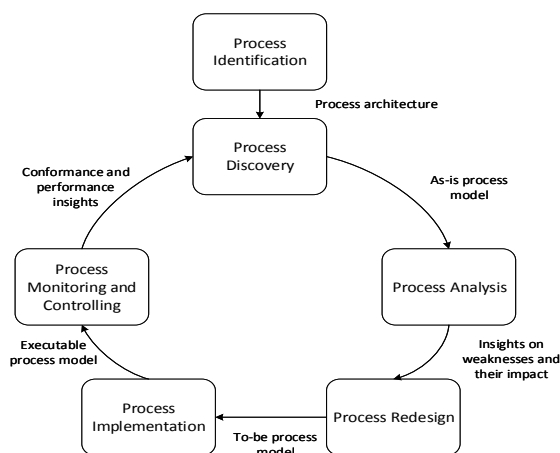 Process
Identification
Process architecture
Process
Discovery
Conformance and
performance
insights
As-is process
model
Process
Monitoring and
Controlling
Process Analysis
Executable
process model
Insights on
weaknesses and
their impact
Process
Implementation
Process Redesign
To-be process
model